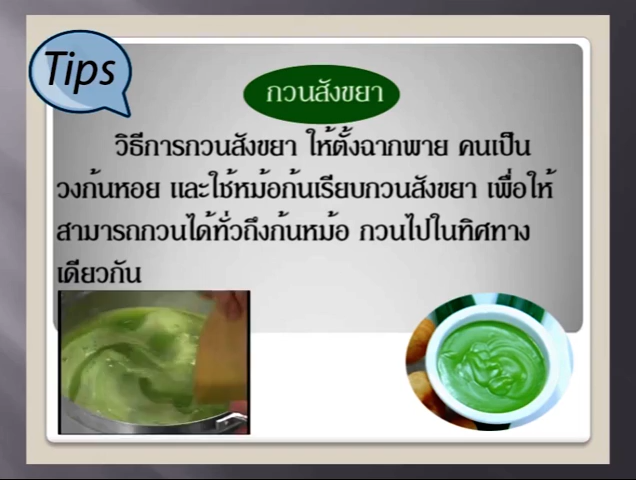 Tips
กวนสังขยา
วิธีการกวนสังขยา ให้ตั้งฉากพาย คนเป็น
วงก้นหอย และใช้หม้อก้นเรียบกวนสังขยา เพื่อให้
สามารถกวนได้ทั่วถึงก้นหม้อ กวนไปในทิศทาง
เดียวกัน